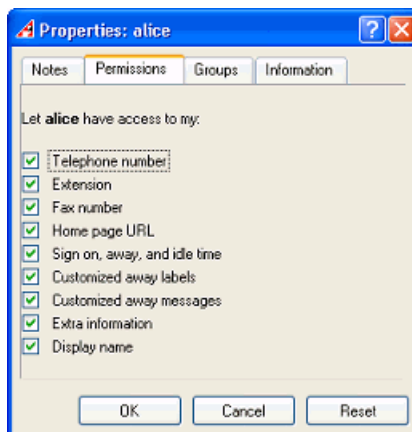 Properties: alice
Notes Permissions Groups Information
Let alice have access to my:
Telephone number
Extension
Fax number
Home page URL
Sign on, away, and idle time
Customized away labels
Customized away messages
Extra information
Display name
OK Cancel Reset